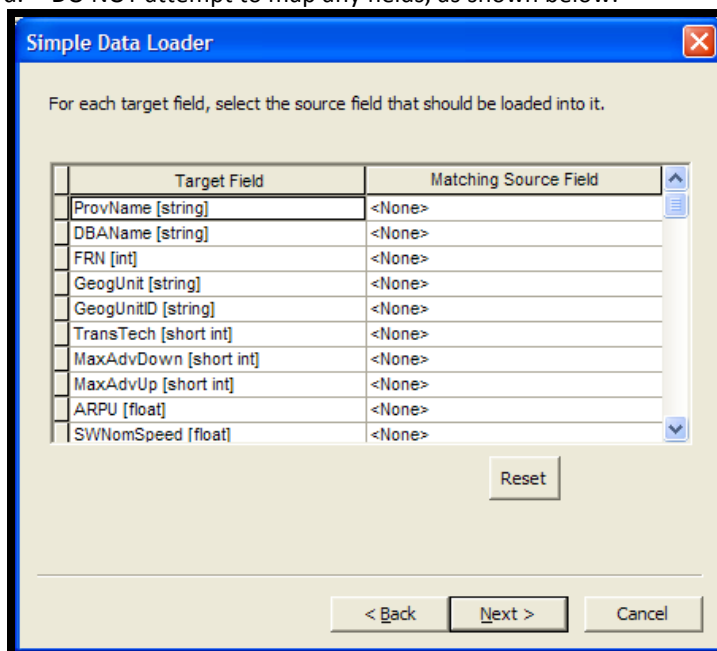 DO NOT attempt to map any fields, as shown below:
Simple Data Loader
For each target field, select the source field that should be loaded into it.
Target Field Matching Source Field
ProvName [string] <None>
DBAName [string] <None>
FRN [int] <None>
GeogUnit [string] <None>
GeogUnitID [string] <None>
TransTech [short int] <None>
MaxAdvDown [short int] <None>
MaxAdvUp [short int] <None>
ARPU [float] <None>
SWNomSpeed [float] <None>
Reset
< Back Next > Cancel